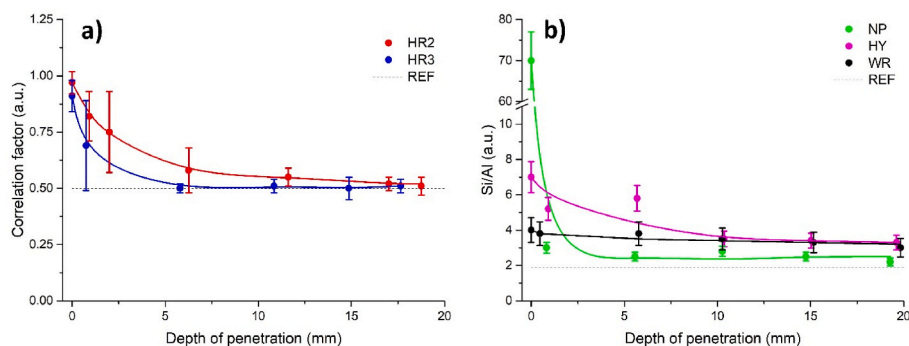 a)
HR2
HR3
REF
1.25
1.00
0.75
0.50
0.25
0.00
Correlation factor (a.u.)
0 5 10 15 20
Depth of penetration (mm)
b)
NP
HY
WR
REF
80
70
60
8
6
4
2
0
Si/Al (a.u.)
0 5 10 15 20
Depth of penetration (mm)